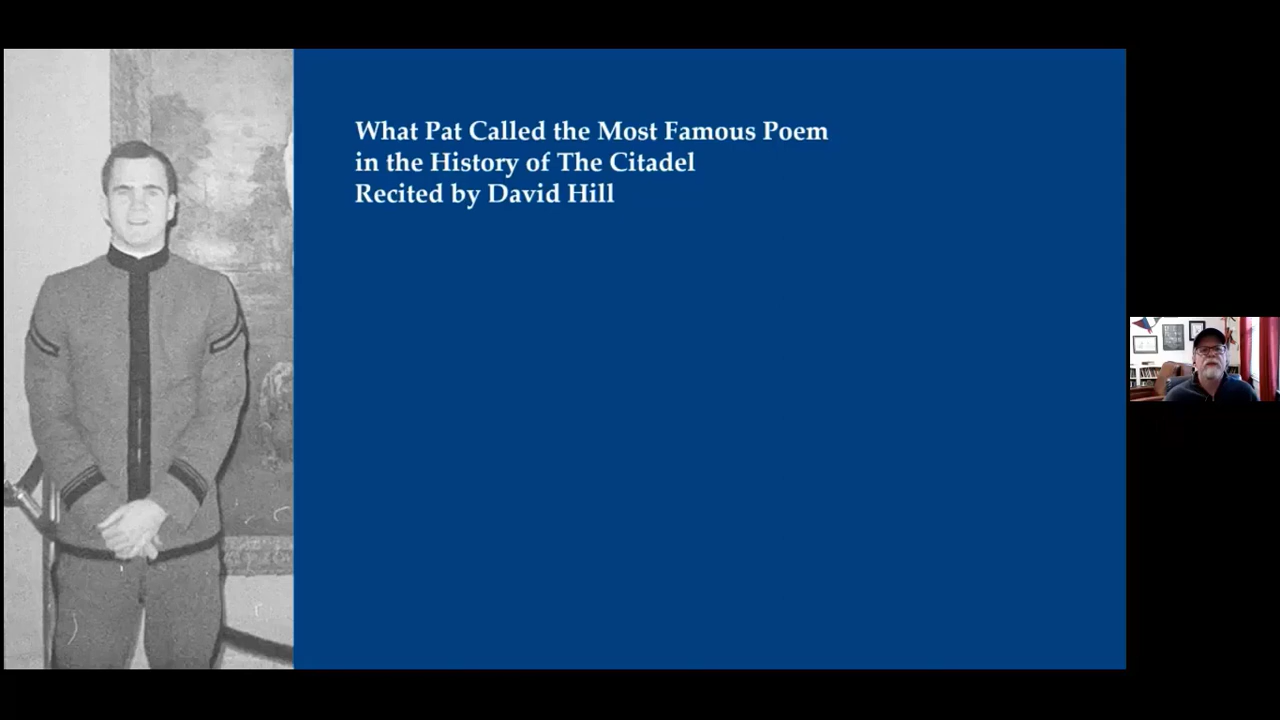 What Pat Called the Most Famous Poem
in the History of The Citadel
Recited by David Hill